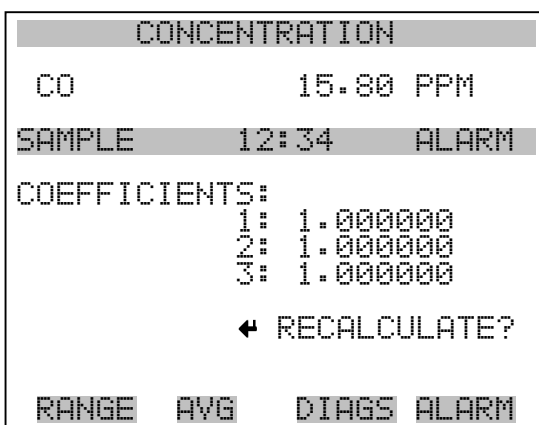 CONCENTRATION
CO 15.80 PPM
SAMPLE 12:34 ALARM
COEFFICIENTS:
1: 1.000000
2: 1.000000
3: 1.000000
↵ RECALCULATE?
RANGE AVG DIAGS ALARM